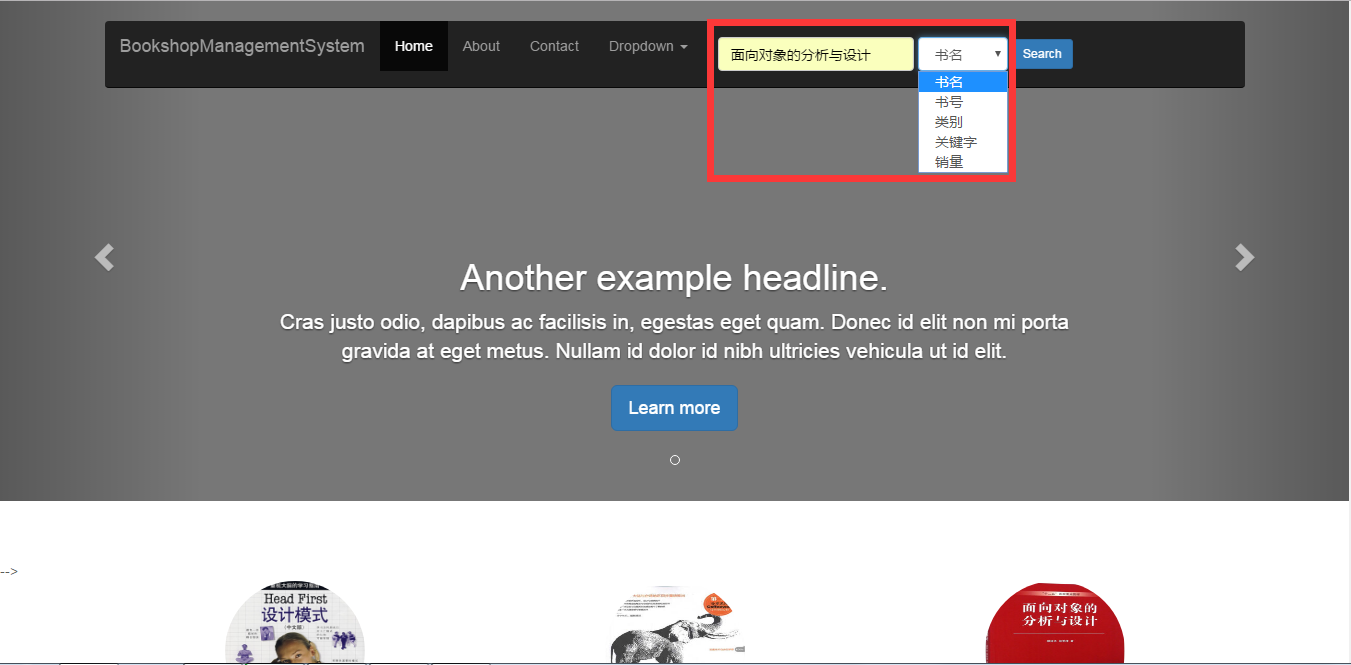 BookshopManagementSystem Home About Contact Dropdown 面向对象的分析与设计 书名 Search
书名
书号
类别
关键字
销量
Another example headline.
Cras justo odio, dapibus ac facilisis in, egestas eget quam. Donec id elit non mi porta
gravida at eget metus. Nullam id dolor id nibh ultricies vehicula ut id elit.
Learn more
-->
Head First
设计模式
(中文版)
面向对象的
分析与设计